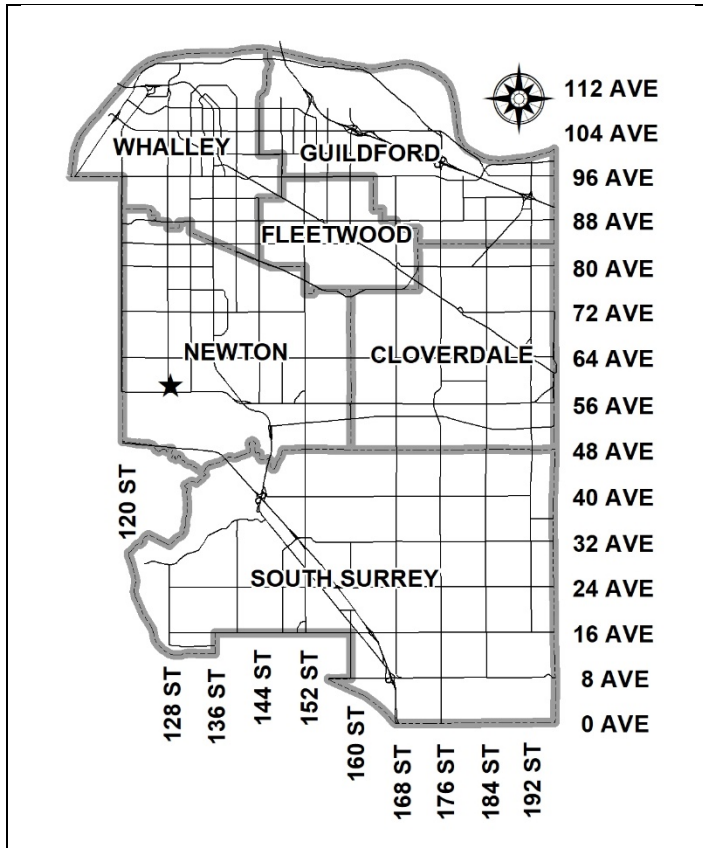 112 AVE
104 AVE
WHALLEY
GUILDFORD
96 AVE
88 AVE
FLEETWOOD
80 AVE
72 AVE
NEWTON
CLOVERDALE
64 AVE
56 AVE
48 AVE
120 ST
40 AVE
32 AVE
SOUTH SURREY
24 AVE
16 AVE
128 ST
136 ST
144 ST
152 ST
160 ST
8 AVE
0 AVE
168 ST
176 ST
184 ST
192 ST